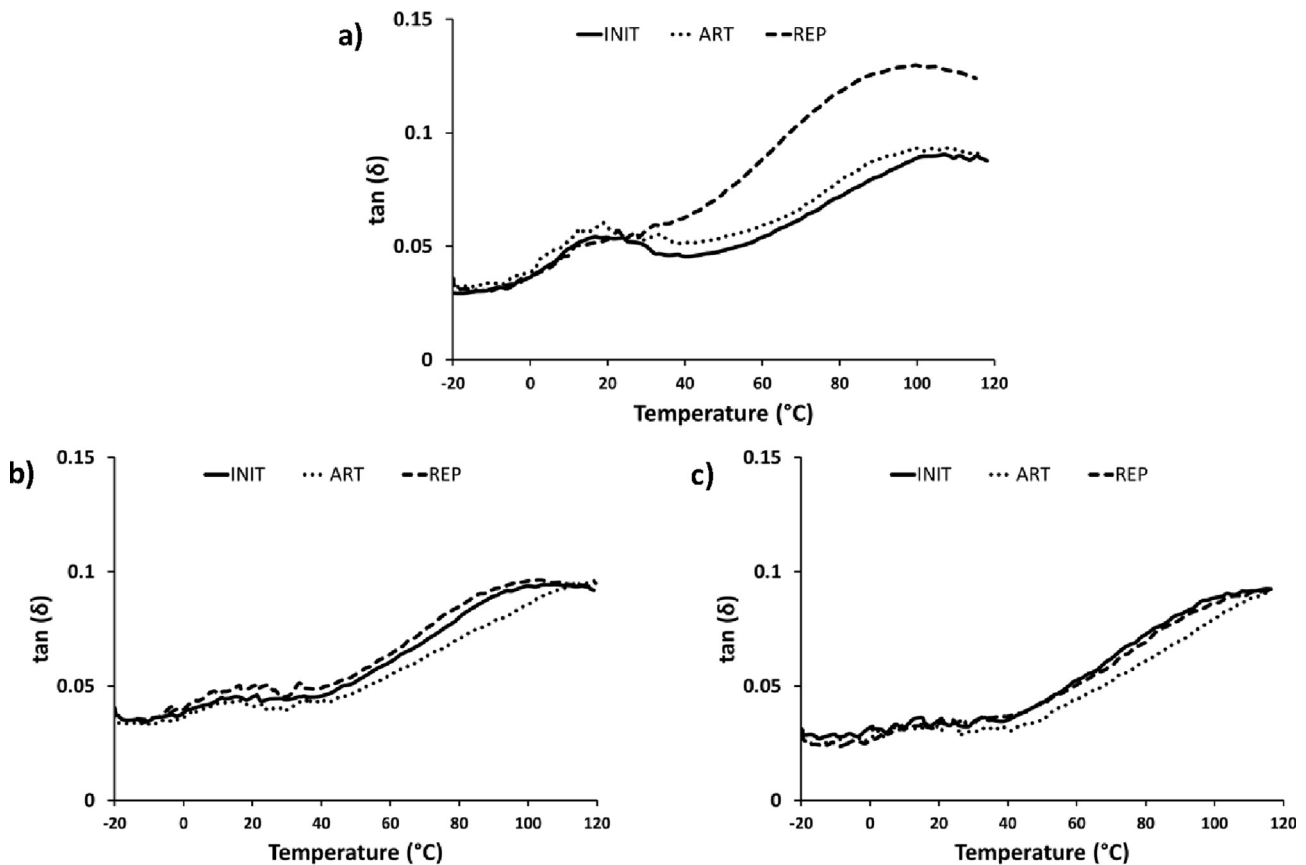 a)
INIT ART REP
0.15
0.1
0.05
0
tan (δ)
-20 0 20 40 60 80 100 120
Temperature (°C)
b)
INIT ART REP
0.15
0.1
0.05
0
tan (δ)
-20 0 20 40 60 80 100 120
Temperature (°C)
c)
INIT ART REP
0.15
0.1
0.05
0
tan (δ)
-20 0 20 40 60 80 100 120
Temperature (°C)